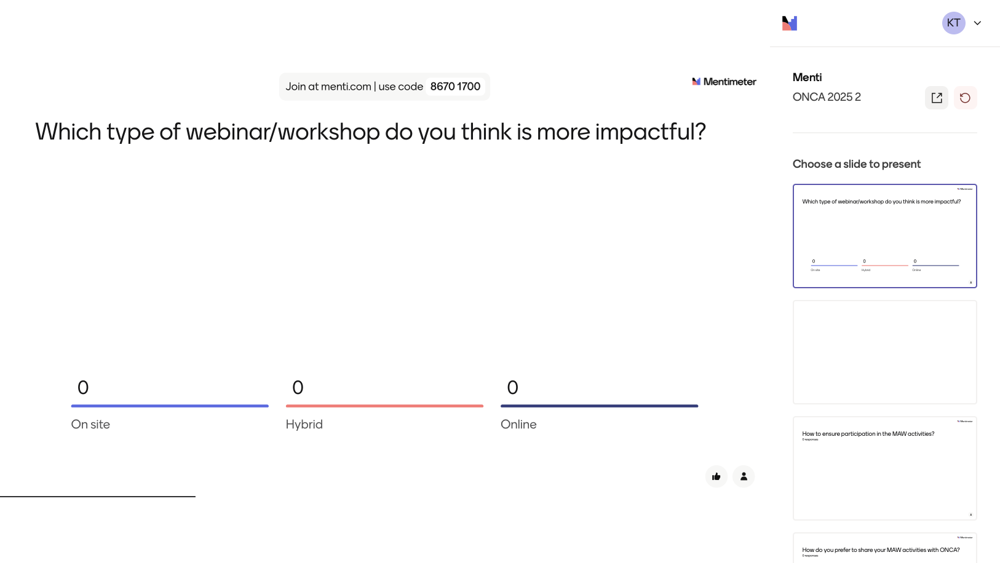 KT
Join at menti.com | use code 8670 1700
Mentimeter
Which type of webinar/workshop do you think is more impactful?
0
0
0
On site
Hybrid
Online
Menti
ONCA 2025 2
Choose a slide to present
Mentimeter
Which type of webinar/workshop do you think is more impactful?
0
0
0
On site
Hybrid
Online
Mentimeter
How to ensure participation in the MAW activities?
0 responses
Mentimeter
How do you prefer to share your MAW activities with ONCA?
0 responses